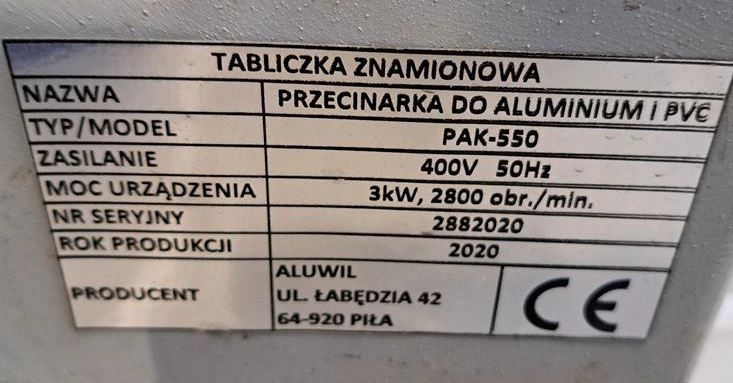 TABLICZKA ZNAMIONOWA
NAZWA PRZECINARKA DO ALUMINIUM i PVC
TYP/MODEL PAK-550
ZASILANIE 400V 50Hz
MOC URZĄDZENIA 3kW, 2800 obr./min.
NR SERYJNY 2882020
ROK PRODUKCJI 2020
PRODUCENT ALUWIL
UL. ŁABĘDZIA 42
64-920 PIŁA
CE